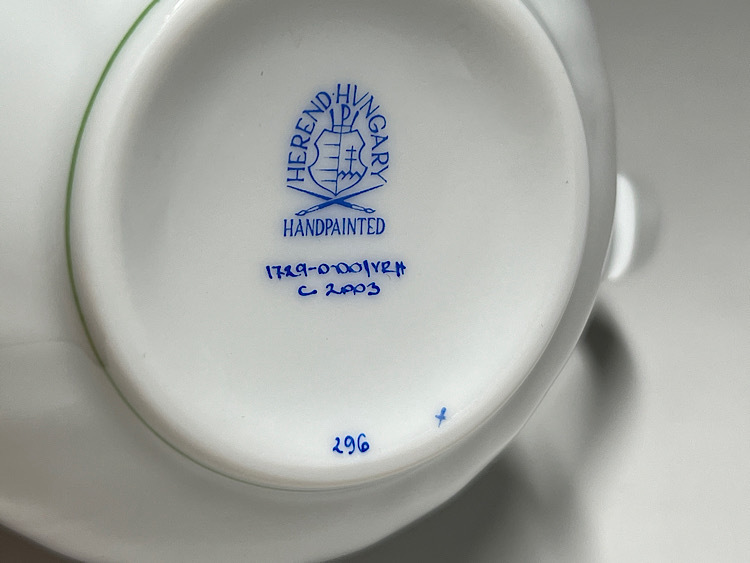 HEREND·HUNGARY
HANDPAINTED
1729-0-00/VRH
C 2003
296